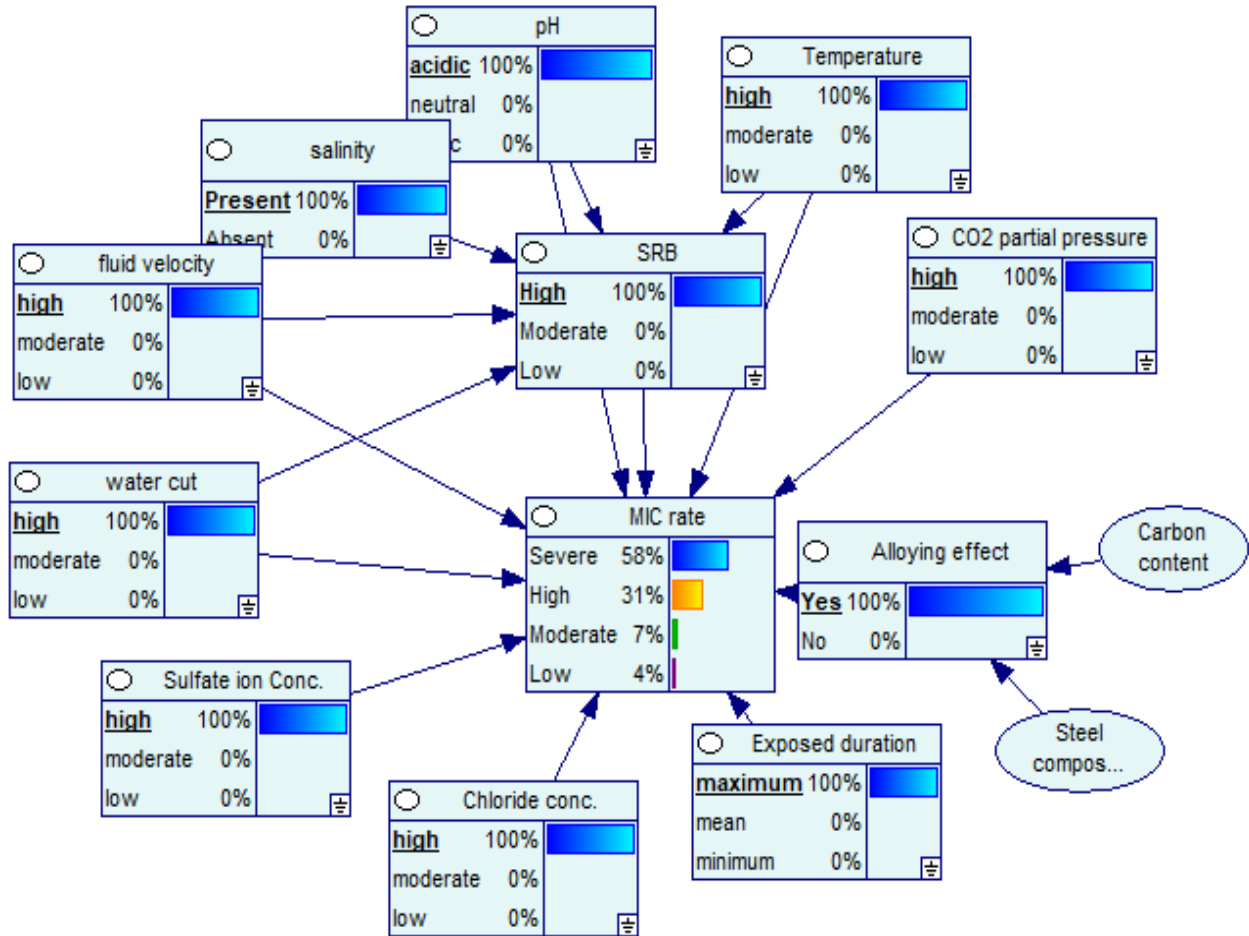 pH
acidic 100%
neutral 0%
0%
Temperature
high 100%
moderate 0%
low 0%
salinity
Present 100%
Absent 0%
fluid velocity
high 100%
moderate 0%
low 0%
SRB
High 100%
Moderate 0%
Low 0%
CO2 partial pressure
high 100%
moderate 0%
low 0%
water cut
high 100%
moderate 0%
low 0%
MIC rate
Severe 58%
High 31%
Moderate 7%
Low 4%
Alloying effect
Yes 100%
No 0%
Carbon
content
Sulfate ion Conc.
high 100%
moderate 0%
low 0%
Steel
compos...
Exposed duration
maximum 100%
mean 0%
minimum 0%
Chloride conc.
high 100%
moderate 0%
low 0%